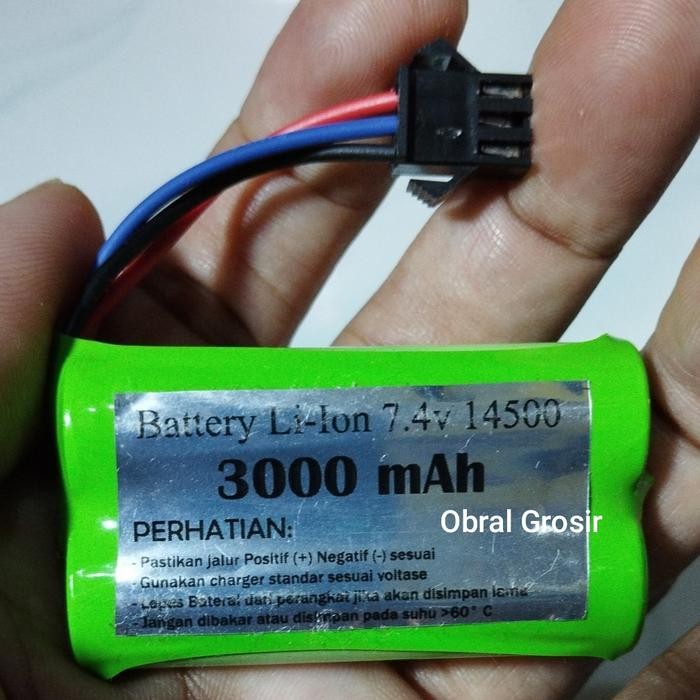 Battery Li-Ion 7.4v 14500
3000 mAh
PERHATIAN:
Obral Grosir
- Pastikan jalur Positif (+) Negatif (-) sesuai
- Gunakan charger standar sesuai voltase
- Lepas Baterai dari perangkat jika akan disimpan lama
- Jangan dibakar atau disimpan pada suhu >60° C